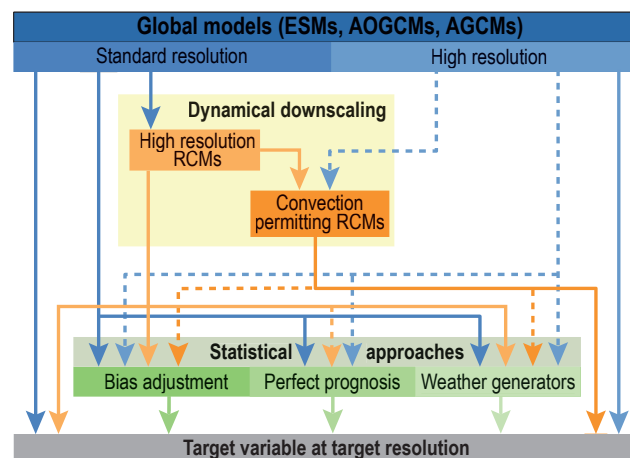 Global models (ESMs, AOGCMs, AGCMs)
Standard resolution
High resolution
Dynamical downscaling
High resolution
RCMs
Convection
permitting RCMs
Statistical approaches
Bias adjustment
Perfect prognosis
Weather generators
Target variable at target resolution